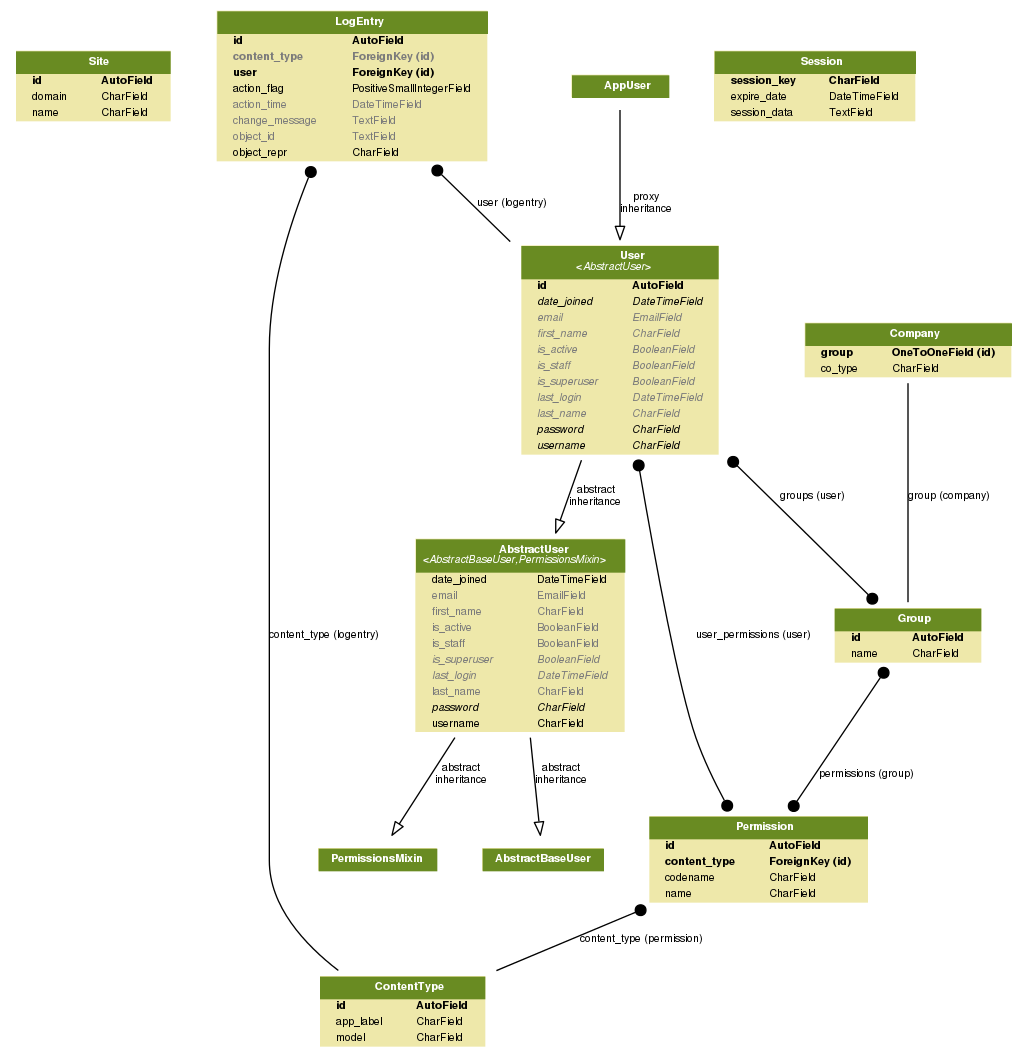 Site
id AutoField
domain CharField
name CharField
LogEntry
id AutoField
content_type ForeignKey (id)
user ForeignKey (id)
action_flag PositiveSmallIntegerField
action_time DateTimeField
change_message TextField
object_id TextField
object_repr CharField
AppUser
Session
session_key CharField
expire_date DateTimeField
session_data TextField
user (logentry)
proxy
inheritance
User
<AbstractUser>
id AutoField
date_joined DateTimeField
email EmailField
first_name CharField
is_active BooleanField
is_staff BooleanField
is_superuser BooleanField
last_login DateTimeField
last_name CharField
password CharField
username CharField
Company
group OneToOneField (id)
co_type CharField
abstract
inheritance
groups (user)
group (company)
AbstractUser
<AbstractBaseUser,PermissionsMixin>
date_joined DateTimeField
email EmailField
first_name CharField
is_active BooleanField
is_staff BooleanField
is_superuser BooleanField
last_login DateTimeField
last_name CharField
password CharField
username CharField
content_type (logentry)
user_permissions (user)
Group
id AutoField
name CharField
abstract
inheritance
abstract
inheritance
permissions (group)
PermissionsMixin
AbstractBaseUser
Permission
id AutoField
content_type ForeignKey (id)
codename CharField
name CharField
content_type (permission)
ContentType
id AutoField
app_label CharField
model CharField